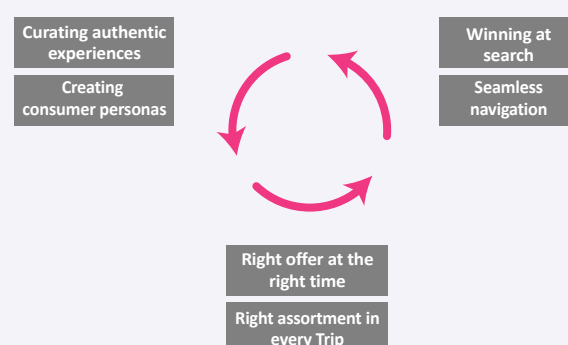 Curating authentic
experiences
Creating
consumer personas
Winning at
search
Seamless
navigation
Right offer at the
right time
Right assortment in
every Trip